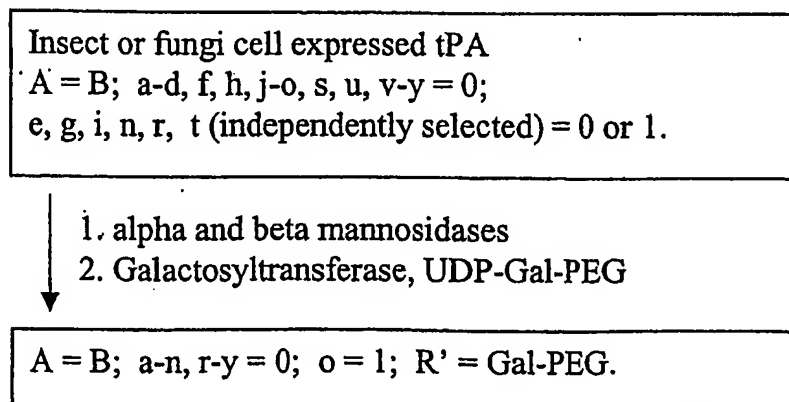 Insect or fungi cell expressed tPA
A = B; a-d, f, h, j-o, s, u, v-y = 0;
e, g, i, n, r, t (independently selected) = 0 or 1.
1. alpha and beta mannosidases
2. Galactosyltransferase, UDP-Gal-PEG
A = B; a-n, r-y = 0; o = 1; R' = Gal-PEG.